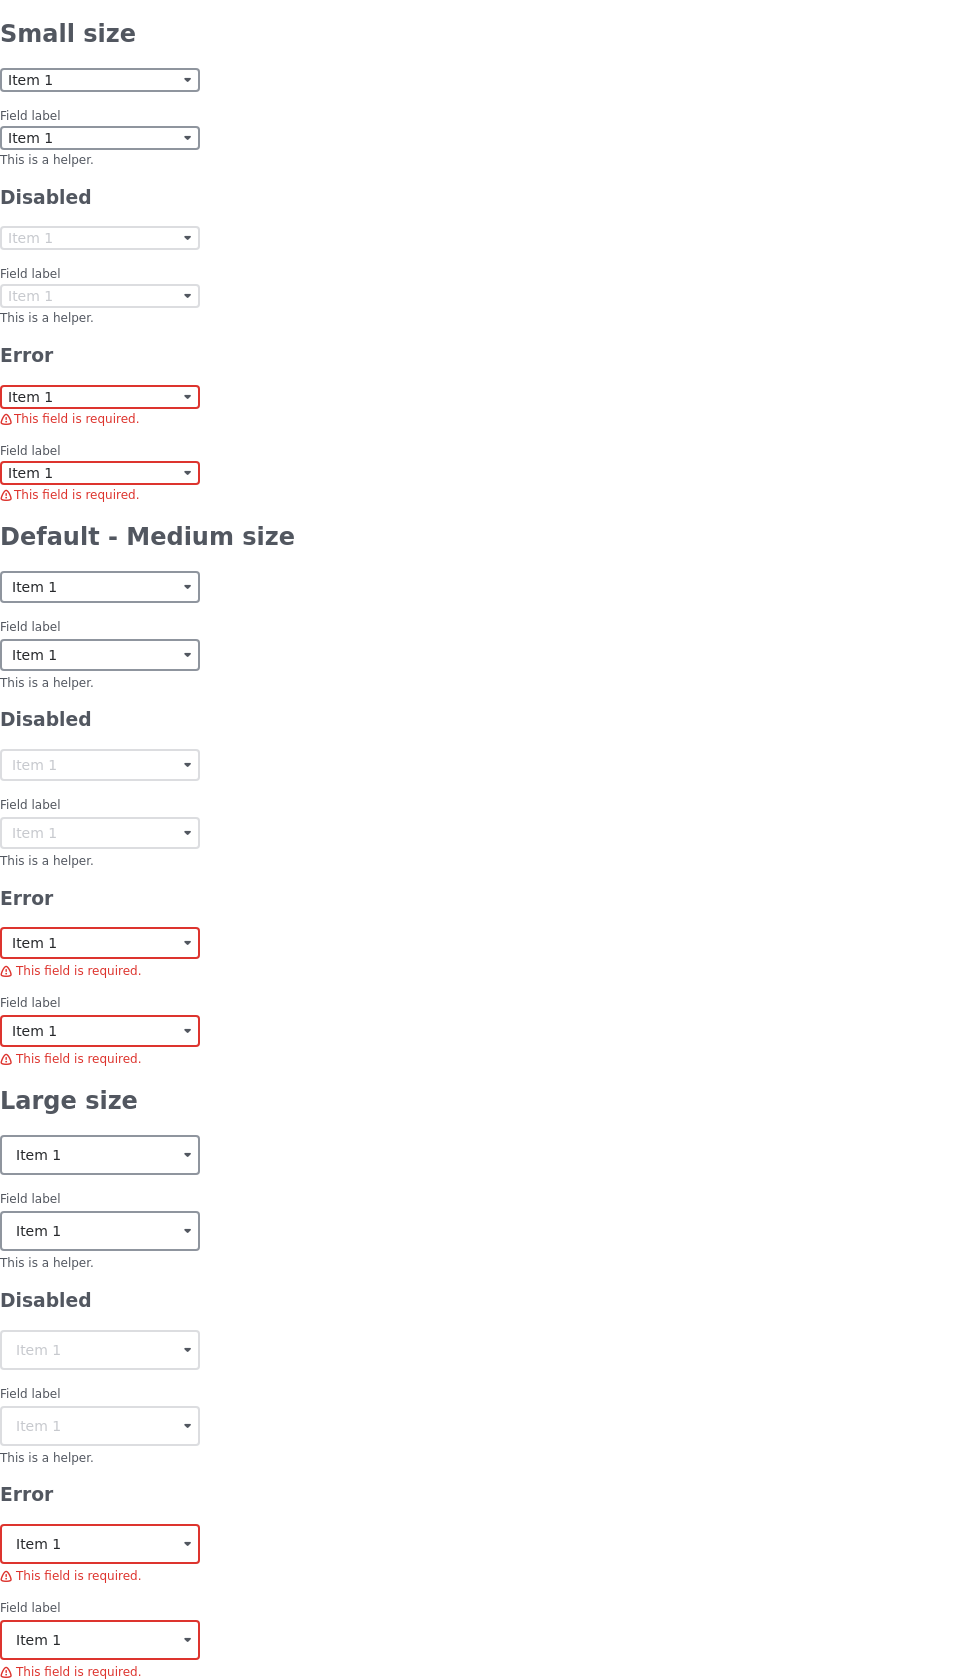 Small size
Item 1
Field label
Item 1
This is a helper.
Disabled
Item 1
Field label
Item 1
This is a helper.
Error
Item 1
This field is required.
Field label
Item 1
This field is required.
Default - Medium size
Item 1
Field label
Item 1
This is a helper.
Disabled
Item 1
Field label
Item 1
This is a helper.
Error
Item 1
This field is required.
Field label
Item 1
This field is required.
Large size
Item 1
Field label
Item 1
This is a helper.
Disabled
Item 1
Field label
Item 1
This is a helper.
Error
Item 1
This field is required.
Field label
Item 1
This field is required.